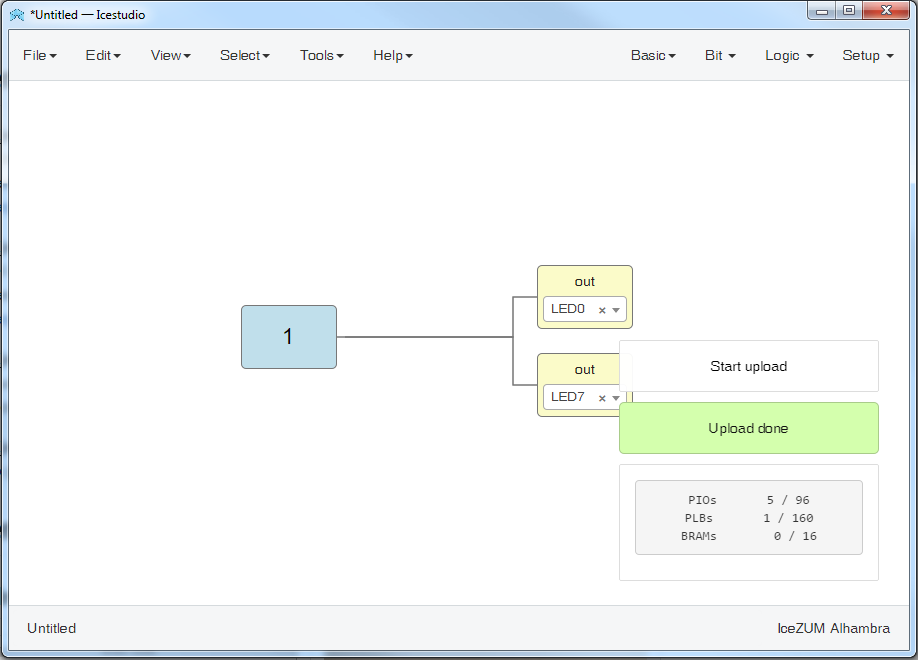 *Untitled — Icestudio
File Edit View Select Tools Help Basic Bit Logic Setup
1
out
LED0 × 
out
LED7 × 
Start upload
Upload done
PIOs 5 / 96
PLBs 1 / 160
BRAMs 0 / 16
Untitled IceZUM Alhambra